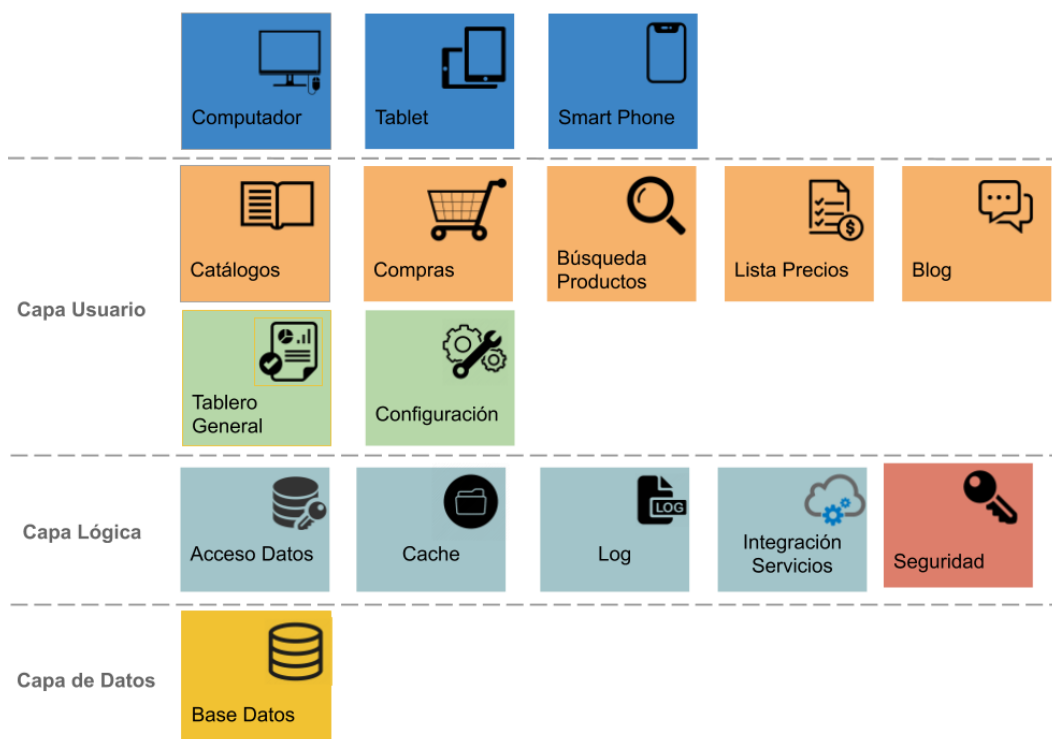 Computador
Tablet
Smart Phone
Capa Usuario
Catálogos
Compras
Búsqueda
Productos
Lista Precios
$
Blog
Tablero
General
Configuración
Capa Lógica
Acceso Datos
Cache
LOG
Log
Integración
Servicios
Seguridad
Capa de Datos
Base Datos